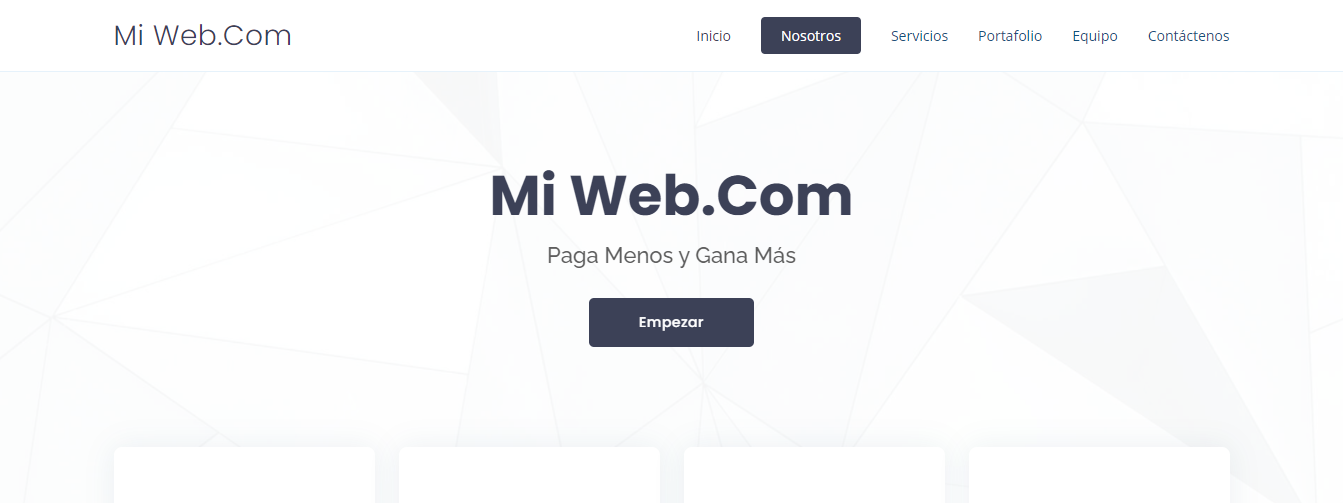 Mi Web.Com
Inicio Nosotros Servicios Portafolio Equipo Contáctenos
Mi Web.Com
Paga Menos y Gana Más
Empezar